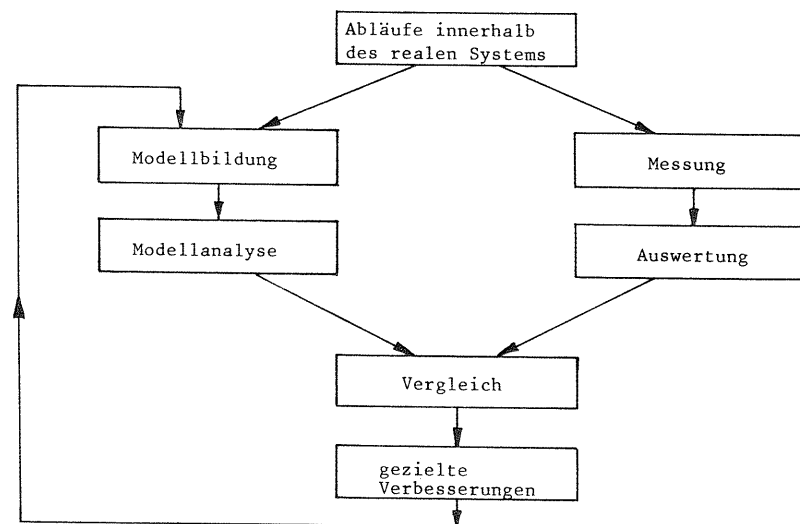 Abläufe innerhalb
des realen Systems
Modellbildung
Messung
Modellanalyse
Auswertung
Vergleich
gezielte
Verbesserungen